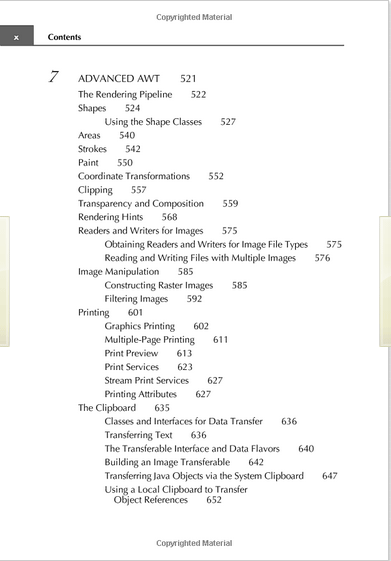 Copyrighted Material
x Contents
7 ADVANCED AWT 521
The Rendering Pipeline 522
Shapes 524
Using the Shape Classes 527
Areas 540
Strokes 542
Paint 550
Coordinate Transformations 552
Clipping 557
Transparency and Composition 559
Rendering Hints 568
Readers and Writers for Images 575
Obtaining Readers and Writers for Image File Types 575
Reading and Writing Files with Multiple Images 576
Image Manipulation 585
Constructing Raster Images 585
Filtering Images 592
Printing 601
Graphics Printing 602
Multiple-Page Printing 611
Print Preview 613
Print Services 623
Stream Print Services 627
Printing Attributes 627
The Clipboard 635
Classes and Interfaces for Data Transfer 636
Transferring Text 636
The Transferable Interface and Data Flavors 640
Building an Image Transferable 642
Transferring Java Objects via the System Clipboard 647
Using a Local Clipboard to Transfer
Object References 652
Copyrighted Material